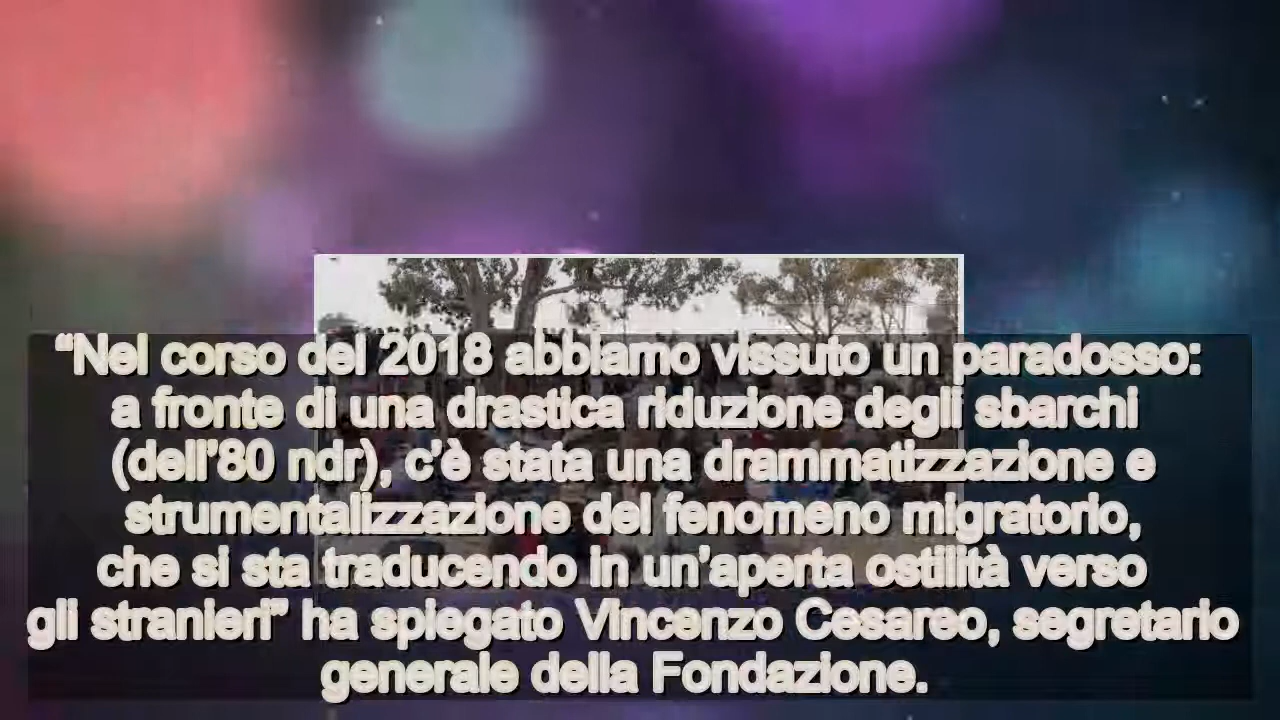 “Nel corso del 2018 abbiamo vissuto un paradosso:
a fronte di una drastica riduzione degli sbarchi
(dell’80 ndr), c’è stata una drammatizzazione e
strumentalizzazione del fenomeno migratorio,
che si sta traducendo in un’aperta ostilità verso
gli stranieri” ha spiegato Vincenzo Cesareo, segretario
generale della Fondazione.